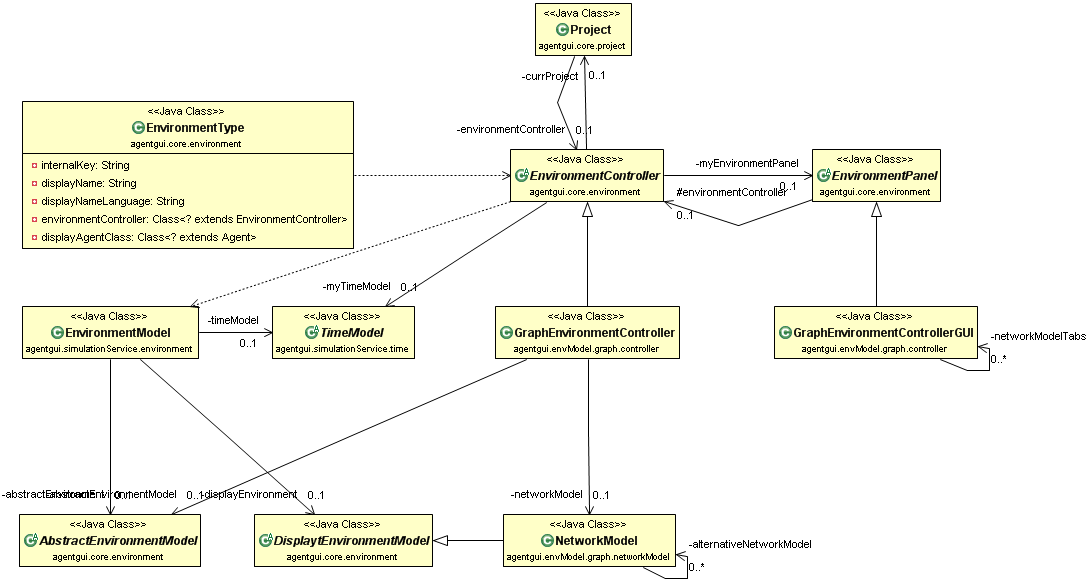 <<Java Class>>
Project
agentgui.core.project
-currProject
0..1
<<Java Class>>
EnvironmentType
agentgui.core.environment
internalKey: String
displayName: String
displayNameLanguage: String
environmentController: Class<? extends EnvironmentController>
displayAgentClass: Class<? extends Agent>
-environmentController
0..1
<<Java Class>>
EnvironmentController
agentgui.core.environment
-myEnvironmentPanel
0..1
#environmentController
0..1
<<Java Class>>
EnvironmentPanel
agentgui.core.environment
-myTimeModel
0..1
<<Java Class>>
EnvironmentModel
agentgui.simulationService.environment
-timeModel
0..1
<<Java Class>>
TimeModel
agentgui.simulationService.time
<<Java Class>>
GraphEnvironmentController
agentgui.envModel.graph.controller
<<Java Class>>
GraphEnvironmentControllerGUI
agentgui.envModel.graph.controller
-networkModelTabs
0..*
-abstractEnvironmentModel
0..1
0..1
-displayEnvironment
0..1
-networkModel
0..1
<<Java Class>>
AbstractEnvironmentModel
agentgui.core.environment
<<Java Class>>
DisplaytEnvironmentModel
agentgui.core.environment
<<Java Class>>
NetworkModel
agentgui.envModel.graph.networkModel
-alternativeNetworkModel
0..*